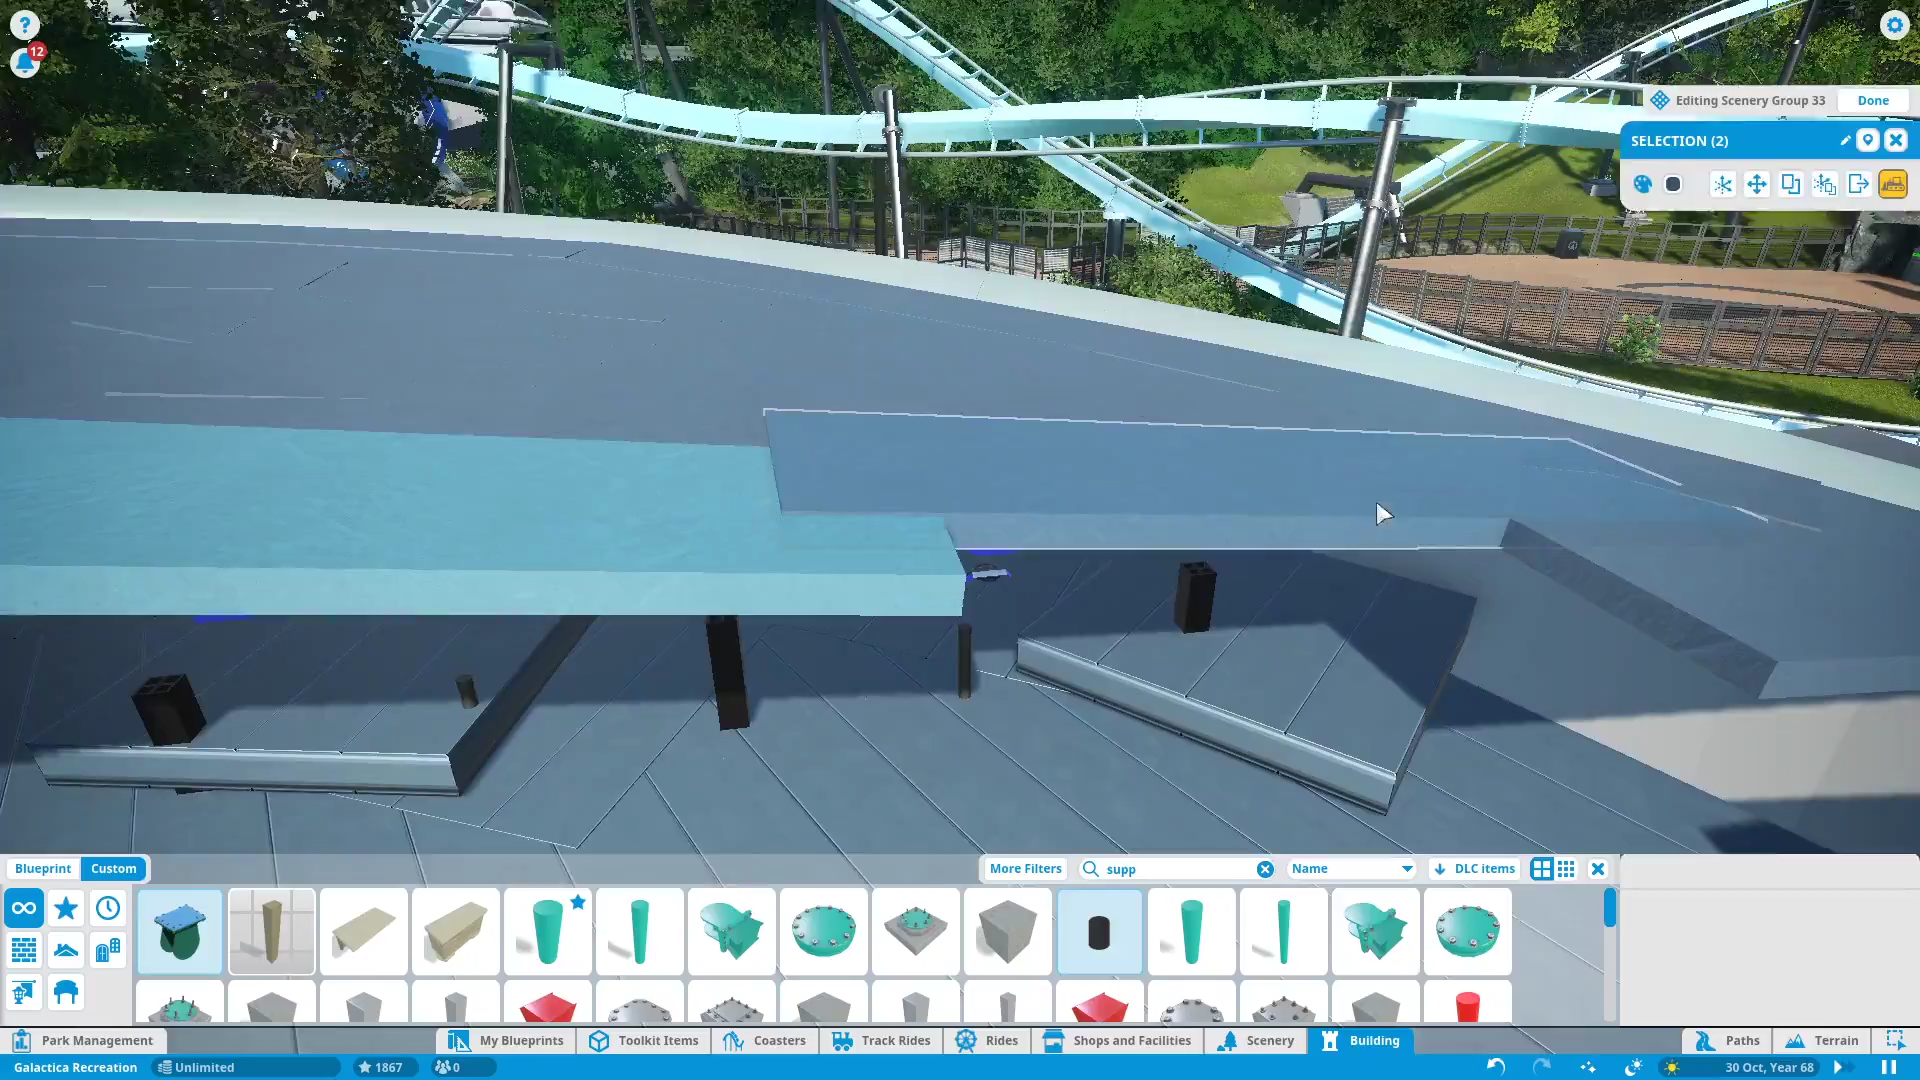 12
Editing Scenery Group 33
Done
SELECTION (2)
Blueprint
Custom
More Filters
supp
Name
DLC items
Park Management
My Blueprints
Toolkit Items
Coasters
Track Rides
Rides
Shops and Facilities
Scenery
Building
Paths
Terrain
Galactica Recreation
Unlimited
1867
0
30 Oct, Year 68